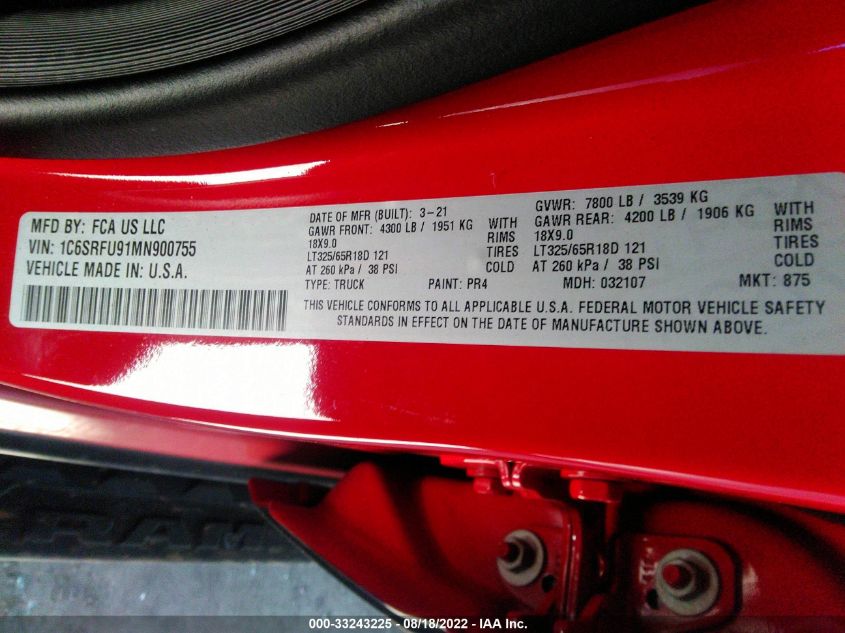 MFD BY: FCA US LLC
VIN: 1C6SRFU91MN900755
VEHICLE MADE IN: U.S.A.
DATE OF MFR (BUILT): 3-21
GAWR FRONT: 4300 LB / 1951 KG WITH
18X9.0 RIMS
LT325/65R18D 121 TIRES
AT 260 kPa / 38 PSI COLD
GVWR: 7800 LB / 3539 KG
GAWR REAR: 4200 LB / 1906 KG WITH
18X9.0 RIMS
LT325/65R18D 121 TIRES
AT 260 kPa / 38 PSI COLD
TYPE: TRUCK PAINT: PR4 MDH: 032107 MKT: 875
THIS VEHICLE CONFORMS TO ALL APPLICABLE U.S.A. FEDERAL MOTOR VEHICLE SAFETY
STANDARDS IN EFFECT ON THE DATE OF MANUFACTURE SHOWN ABOVE.
RAM
000-33243225 - 08/18/2022 - IAA Inc.